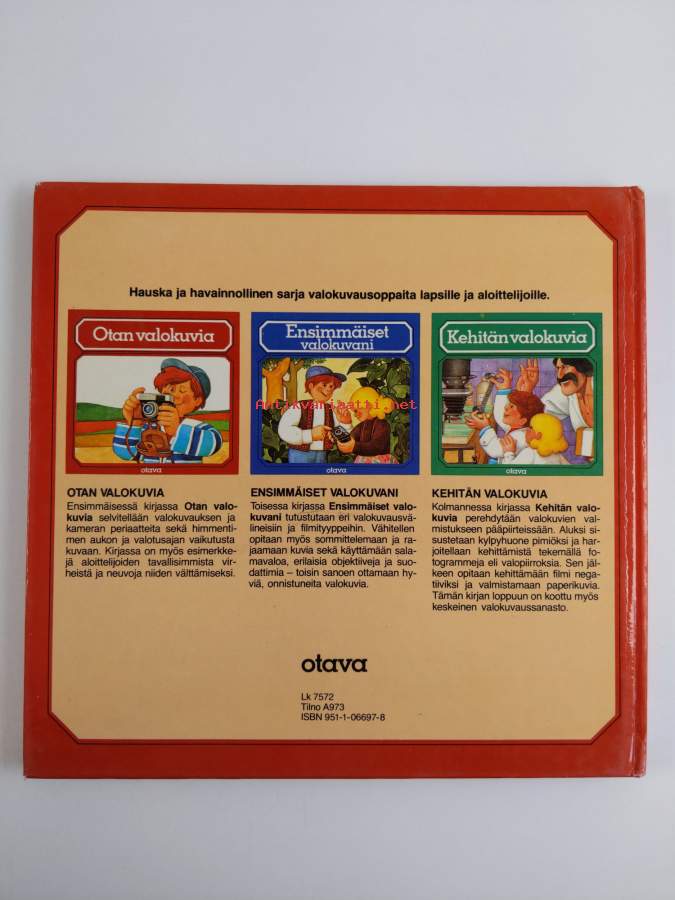 Hauska ja havainnollinen sarja valokuvausoppaita lapsille ja aloittelijoille.
Otan valokuvia
otava
Ensimmäiset
valokuvani
otava
Kehitän valokuvia
otava
Antikvariaatti.net
OTAN VALOKUVIA
Ensimmäisessä kirjassa Otan valo-
kuvia selvitellään valokuvauksen ja
kameran periaatteita sekä himmenti-
men aukon ja valotusajan vaikutusta
kuvaan. Kirjassa on myös esimerkke-
jä aloittelijoiden tavallisimmista vir-
heistä ja neuvoja niiden välttämiseksi.
ENSIMMÄISET VALOKUVANI
Toisessa kirjassa Ensimmäiset valo-
kuvani tutustutaan eri valokuvausvä-
lineisiin ja filmityyppeihin. Vähitellen
opitaan myös sommittelemaan ja ra-
jaamaan kuvia sekä käyttämään sala-
mavaloa, erilaisia objektiiveja ja suo-
dattimia – toisin sanoen ottamaan hy-
viä, onnistuneita valokuvia.
KEHITÄN VALOKUVIA
Kolmannessa kirjassa Kehitän valo-
kuvia perehdytään valokuvien val-
mistukseen pääpiirteissään. Aluksi si-
sustetaan kylpyhuone pimiöksi ja har-
joitellaan kehittämistä tekemällä fo-
togrammeja eli valopiirroksia. Sen jäl-
keen opitaan kehittämään filmi nega-
tiiviksi ja valmistamaan paperikuvia.
Tämän kirjan loppuun on koottu myös
keskeinen valokuvaussanasto.
otava
Lk 7572
Tilno A973
ISBN 951-1-06697-8